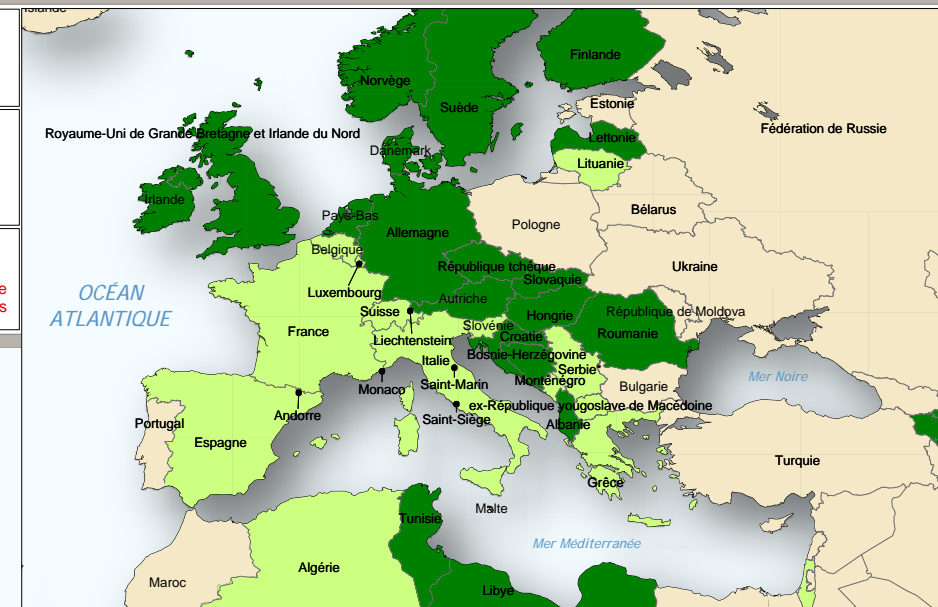 Islande
Finlande
Norvège
Suède
Estonie
Fédération de Russie
Royaume-Uni de Grande Bretagne et Irlande du Nord
Lettonie
Danemark
Lituanie
Irlande
Bélarus
Pays-Bas
Pologne
Allemagne
Belgique
République tchèque
Ukraine
Slovaquie
Luxembourg
OCÉAN
ATLANTIQUE
e
s
Autriche
Suisse
Hongrie
République de Moldova
Slovénie
France
Roumanie
Croatie
Liechtenstein
Bosnie-Herzégovine
Italie
Serbie
Mer Noire
Saint-Marin
Monténégro
Monaco
Bulgarie
ex-République yougoslave de Macédoine
Andorre
Saint-Siège
Portugal
Albanie
Espagne
Turquie
Grêce
Malte
Tunisie
Mer Méditerranée
Algérie
Maroc
Libye